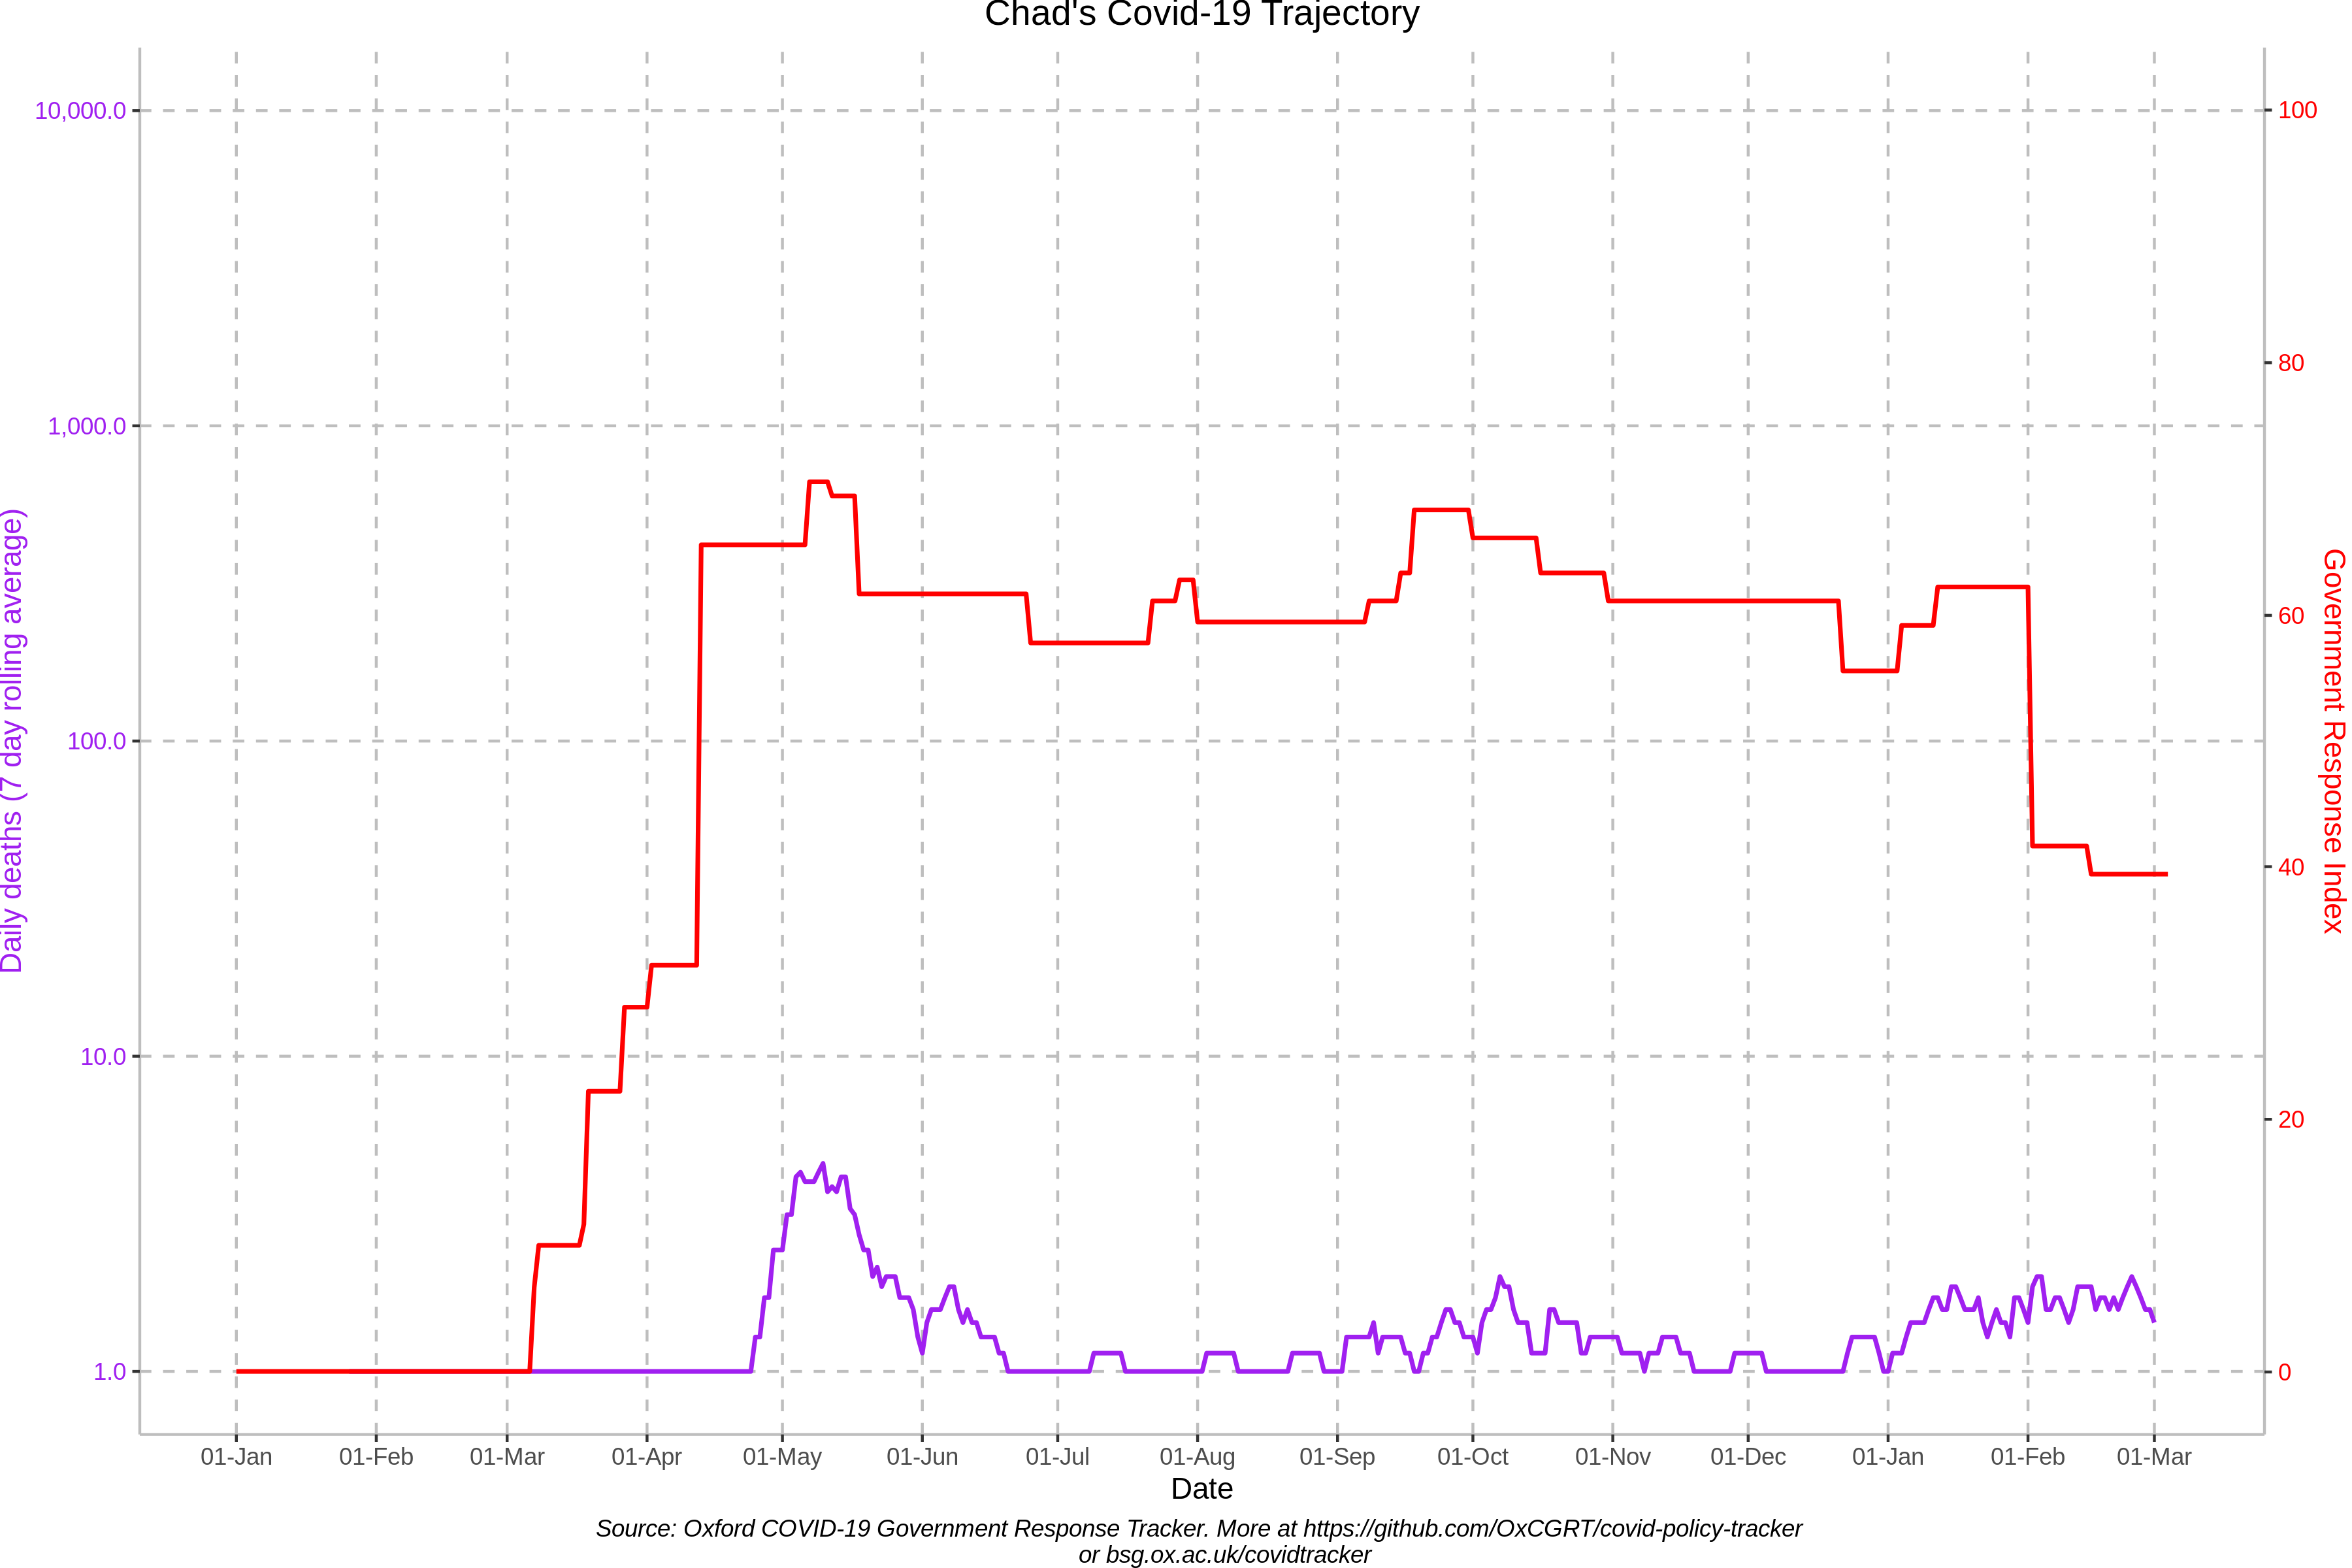 Chad's Covid-19 Trajectory
10,000.0
1,000.0
100.0
10.0
1.0
Daily deaths (7 day rolling average)
100
80
60
40
20
0
Government Response Index
01-Jan 01-Feb 01-Mar 01-Apr 01-May 01-Jun 01-Jul 01-Aug 01-Sep 01-Oct 01-Nov 01-Dec 01-Jan 01-Feb 01-Mar
Date
Source: Oxford COVID-19 Government Response Tracker. More at https://github.com/OxCGRT/covid-policy-tracker
or bsg.ox.ac.uk/covidtracker